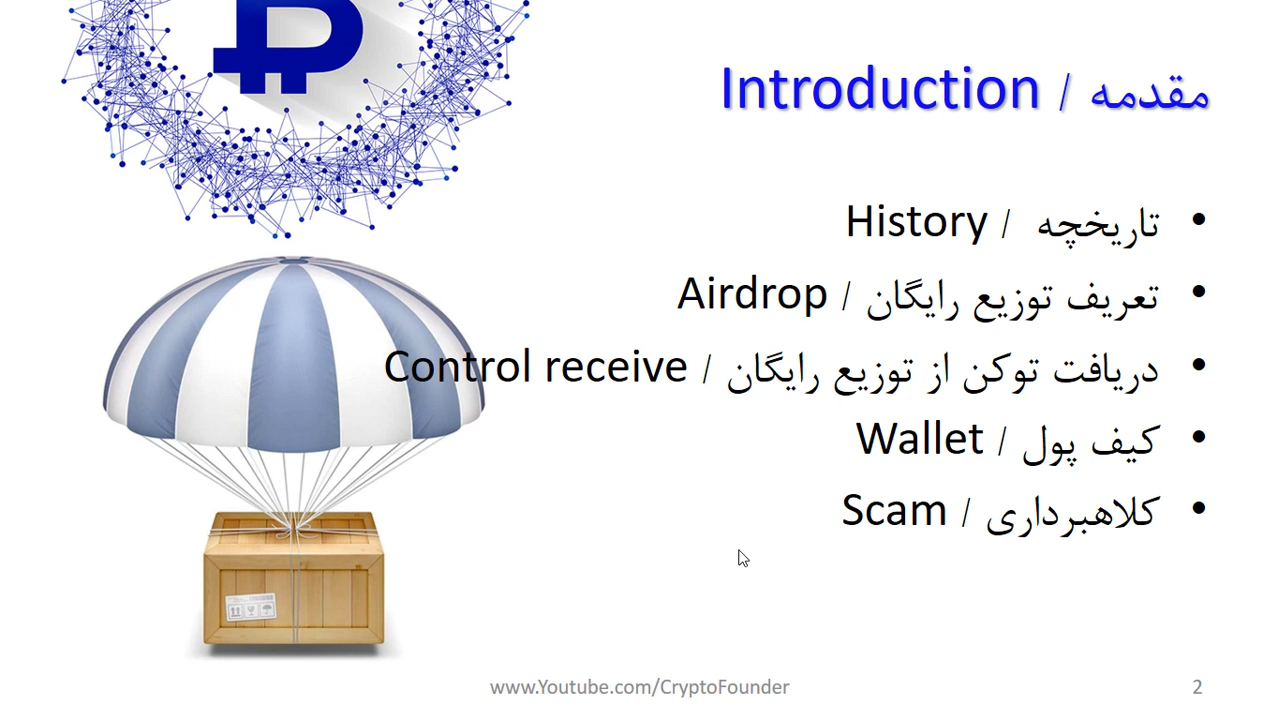 مقدمه / Introduction
• تاریخچه / History
• تعریف توزیع رایگان / Airdrop
• دریافت توکن از توزیع رایگان / Control receive
• کیف پول / Wallet
• کلاهبرداری / Scam
www.Youtube.com/CryptoFounder
2